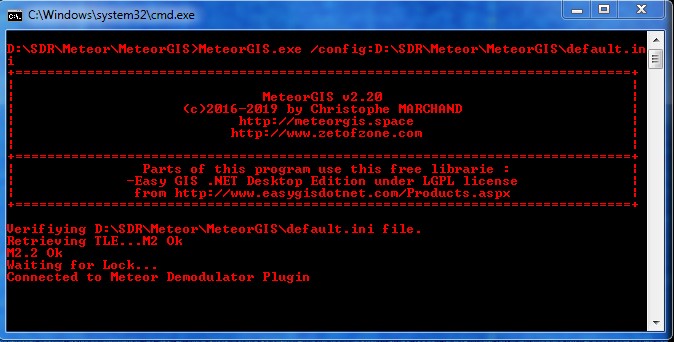 C:\Windows\system32\cmd.exe
D:\SDR\Meteor\MeteorGIS>MeteorGIS.exe /config:D:\SDR\Meteor\MeteorGIS\default.in
i
MeteorGIS v2.20
(c)2016-2019 by Christophe MARCHAND
http://meteorgis.space
http://www.zetofzone.com
Parts of this program use this free librarie :
-Easy GIS .NET Desktop Edition under LGPL license
from http://www.easygisdotnet.com/Products.aspx
Verifiying D:\SDR\Meteor\MeteorGIS\default.ini file.
Retrieving TLE...M2 Ok
M2.2 Ok
Waiting for Lock...
Connected to Meteor Demodulator Plugin